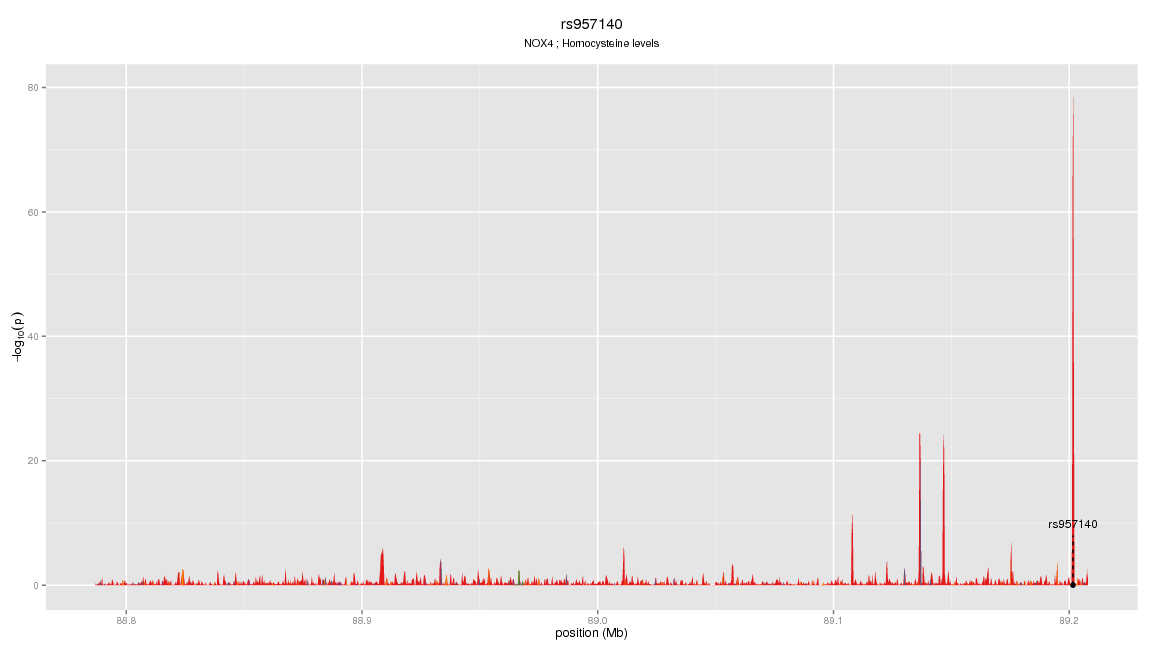 rs957140
NOX4 ; Homocysteine levels
80
60
40
20
0
−log10(p)
rs957140
88.8
88.9
89.0
89.1
89.2
position (Mb)